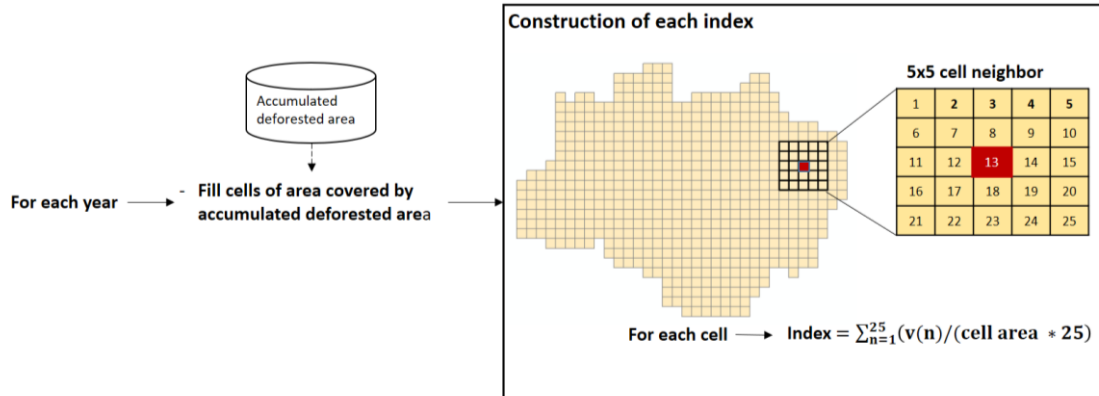 Construction of each index
Accumulated
deforested area
5x5 cell neighbor
1 2 3 4 5
6 7 8 9 10
11 12 13 14 15
16 17 18 19 20
21 22 23 24 25
For each year
- Fill cells of area covered by
accumulated deforested area
For each cell
Index = ∑²⁵ₙ₌₁(v(n)/(cell area * 25)